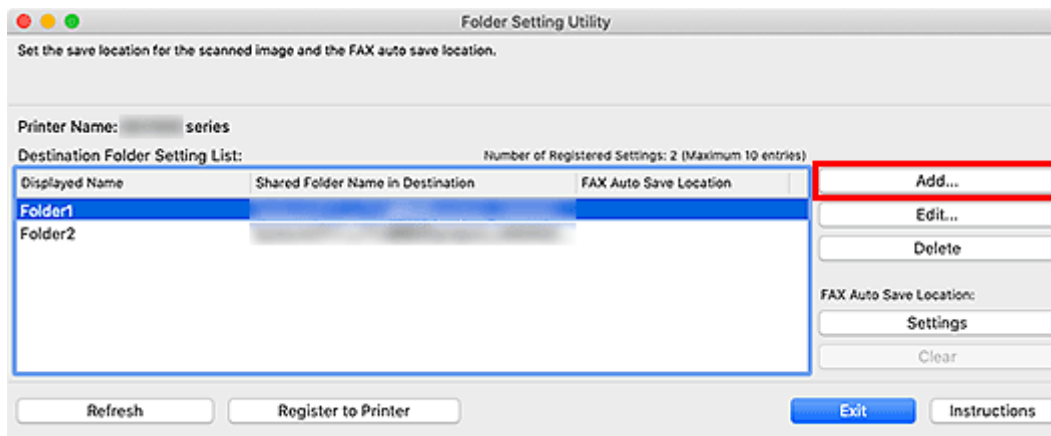 Folder Setting Utility
Set the save location for the scanned image and the FAX auto save location.
Printer Name: series
Destination Folder Setting List: Number of Registered Settings: 2 (Maximum 10 entries)
Displayed Name Shared Folder Name in Destination FAX Auto Save Location
Folder1
Folder2
Add...
Edit...
Delete
FAX Auto Save Location:
Settings
Clear
Refresh Register to Printer Exit Instructions